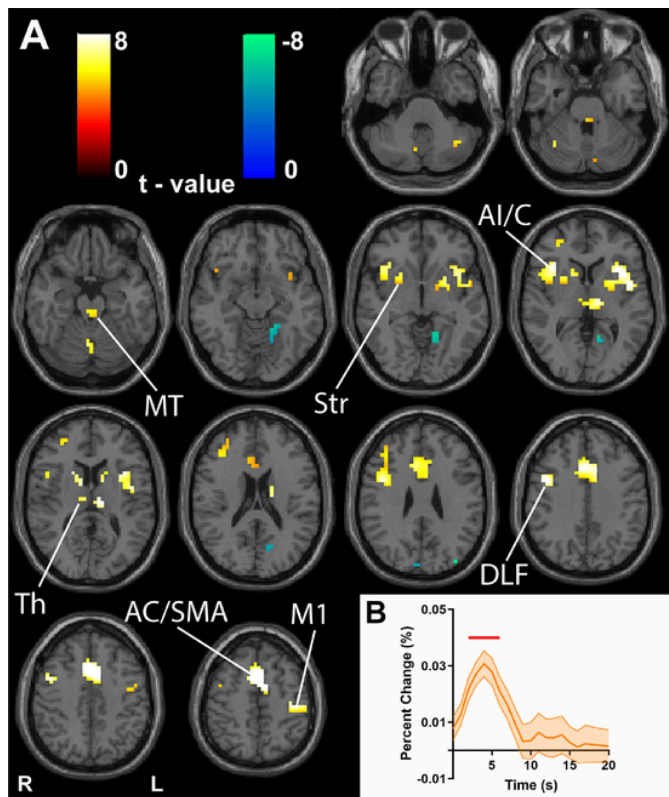 A
8
0
-8
0
t - value
AI/C
MT
Str
Th
DLF
AC/SMA
M1
R
L
B
0.05
0.03
0.01
-0.01
Percent Change (%)
5
10
15
20
Time (s)